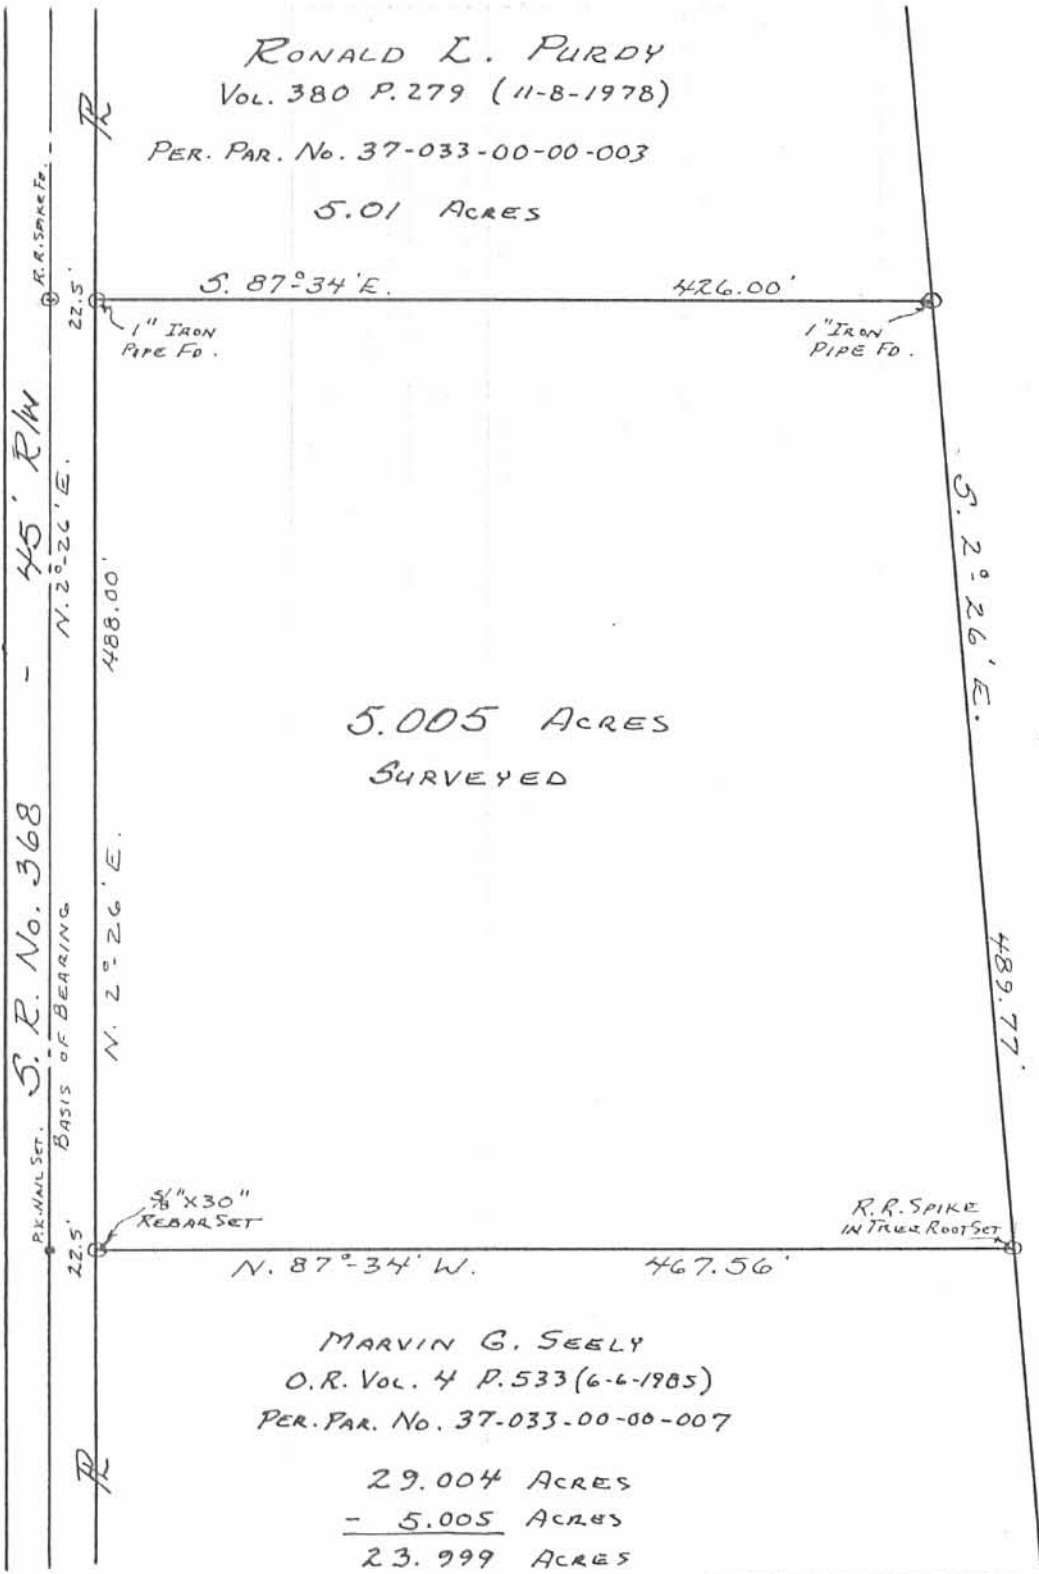 RONALD L. PURDY
VOL. 380 P. 279 (11-8-1978)
PER. PAR. No. 37-033-00-00-003
5.01 ACRES
R.R. SPIKE FD.
22.5'
S. 87°-34' E. 426.00'
1" IRON
PIPE FD.
1" IRON
PIPE FD.
S. R. No. 368 - 45' R/W
N. 2°-26' E.
BASIS OF BEARING
488.00'
N. 2°-26' E.
5.005 ACRES
SURVEYED
S. 2°-26' E.
489.77'
P.K. NAIL SET.
22.5'
5/8" X 30"
REBAR SET
R.R. SPIKE
IN TREE ROOT SET
N. 87°-34' W. 467.56'
MARVIN G. SEELY
O.R. VOL. 4 P. 533 (6-6-1985)
PER. PAR. No. 37-033-00-00-007
29.004 ACRES
- 5.005 ACRES
23.999 ACRES